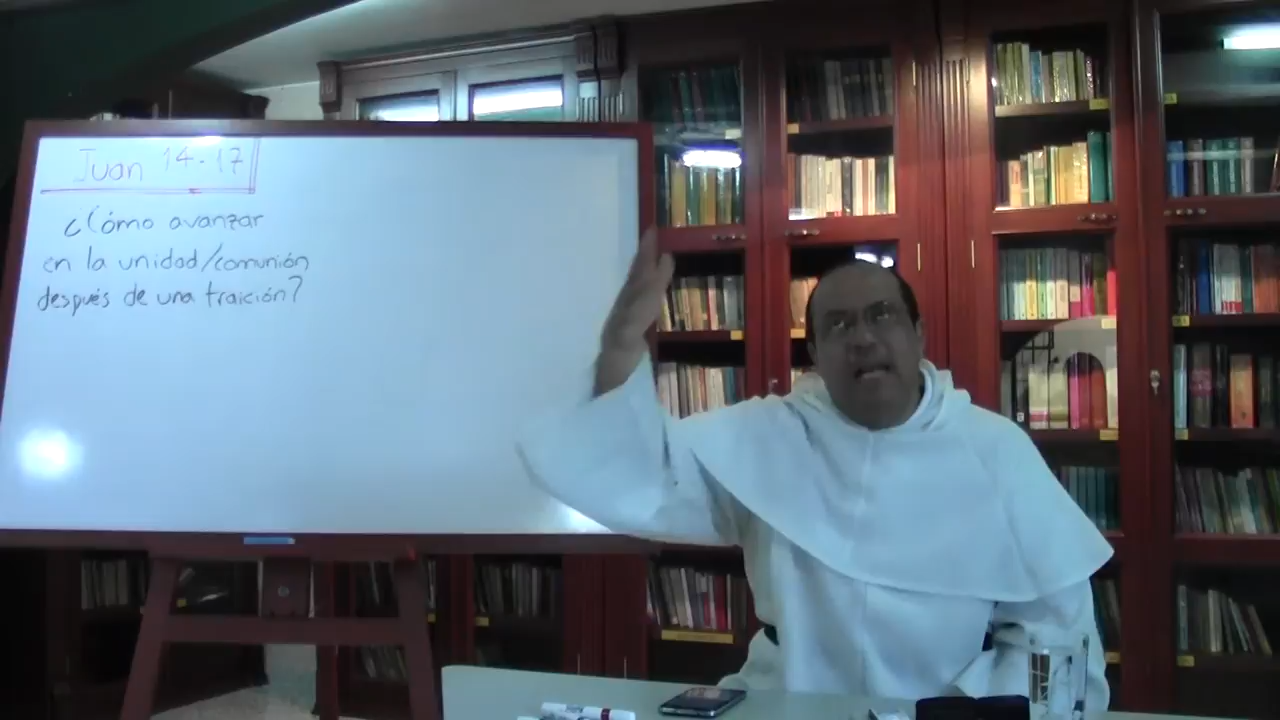 Juan 14-17
¿Cómo avanzar
en la unidad/comunión
después de una traición?